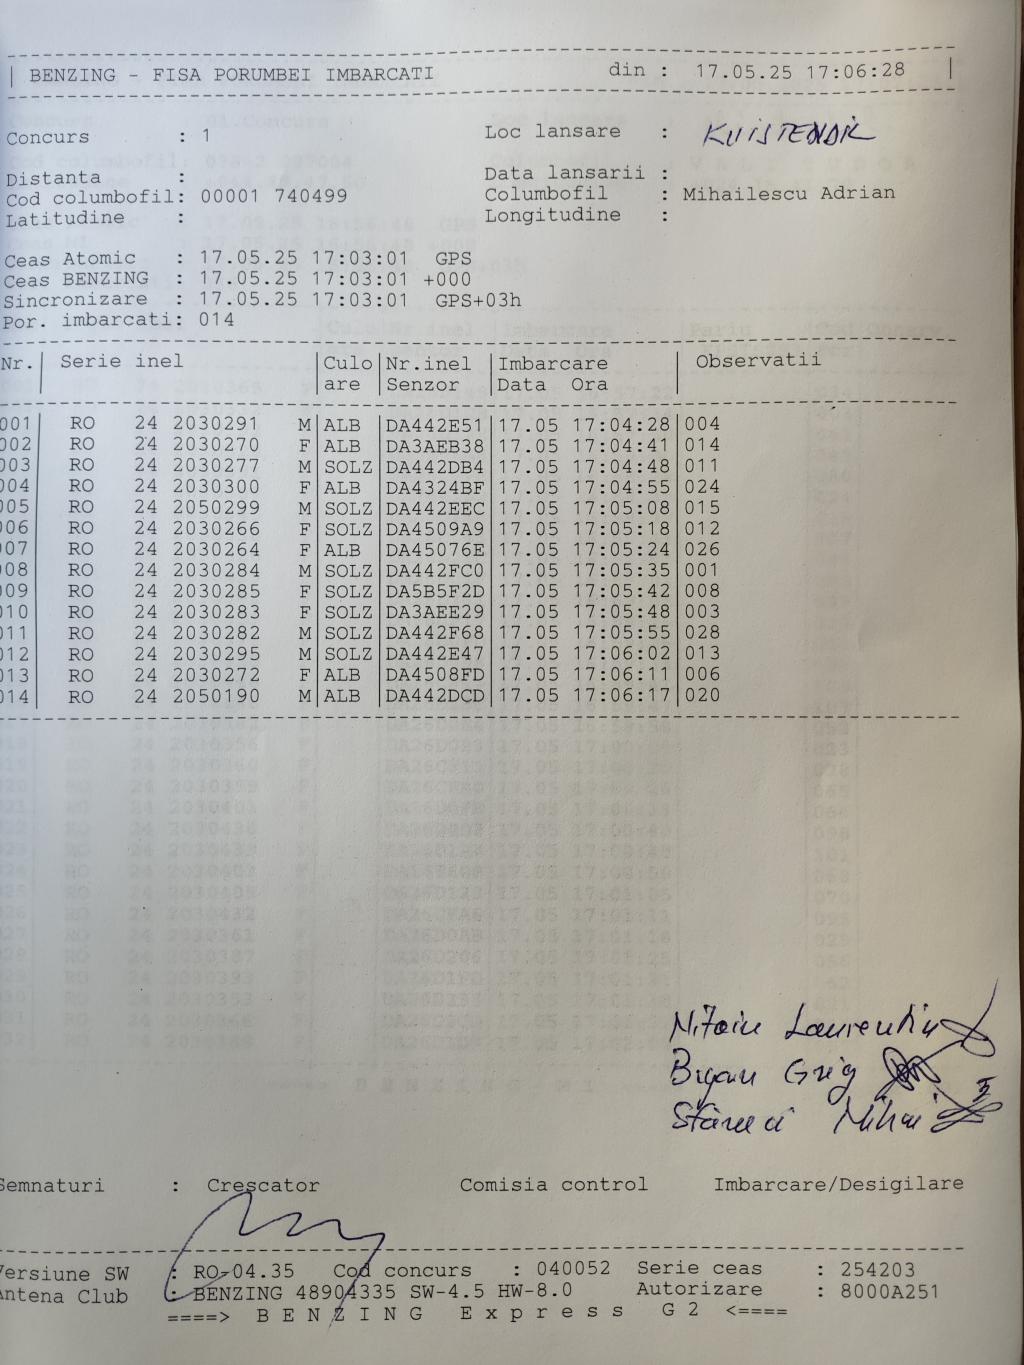 | BENZING - FISA PORUMBEI IMBARCATI din : 17.05.25 17:06:28 |
Concurs : 1 Loc lansare : KUISTENDIL
Distanta : Data lansarii :
Cod columbofil: 00001 740499 Columbofil : Mihailescu Adrian
Latitudine : Longitudine :
Ceas Atomic : 17.05.25 17:03:01 GPS
Ceas BENZING : 17.05.25 17:03:01 +000
Sincronizare : 17.05.25 17:03:01 GPS+03h
Por. imbarcati: 014
Nr.| Serie inel |Culo|Nr.inel |Imbarcare | Observatii
| |are |Senzor |Data Ora |
001| RO 24 2030291 M|ALB |DA442E51|17.05 17:04:28|004
002| RO 24 2030270 F|ALB |DA3AEB38|17.05 17:04:41|014
003| RO 24 2030277 M|SOLZ|DA442DB4|17.05 17:04:48|011
004| RO 24 2030300 F|ALB |DA4324BF|17.05 17:04:55|024
005| RO 24 2050299 M|SOLZ|DA442EEC|17.05 17:05:08|015
006| RO 24 2030266 F|SOLZ|DA4509A9|17.05 17:05:18|012
007| RO 24 2030264 F|ALB |DA45076E|17.05 17:05:24|026
008| RO 24 2030284 M|SOLZ|DA442FC0|17.05 17:05:35|001
009| RO 24 2030285 F|SOLZ|DA5B5F2D|17.05 17:05:42|008
010| RO 24 2030283 F|SOLZ|DA3AEE29|17.05 17:05:48|003
011| RO 24 2030282 M|SOLZ|DA442F68|17.05 17:05:55|028
012| RO 24 2030295 M|SOLZ|DA442E47|17.05 17:06:02|013
013| RO 24 2030272 F|ALB |DA4508FD|17.05 17:06:11|006
014| RO 24 2050190 M|ALB |DA442DCD|17.05 17:06:17|020
Laurentiu
Grig
Mihai
Semnaturi : Crescator Comisia control Imbarcare/Desigilare
Versiune SW : RO-04.35 Cod concurs : 040052 Serie ceas : 254203
Antena Club : BENZING 48904335 SW-4.5 HW-8.0 Autorizare : 8000A251
====> B E N Z I N G E x p r e s s G 2 <====